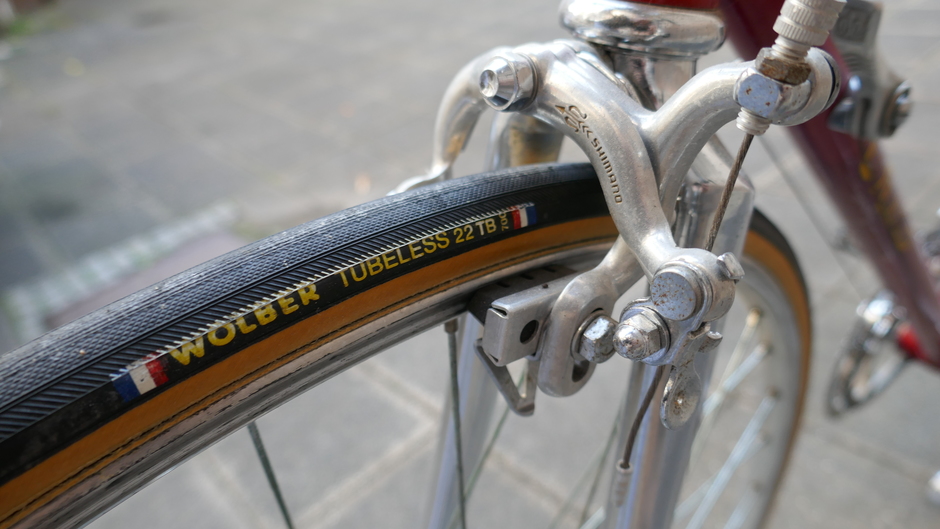 WOLBER TUBELESS 22 TB
SHIMANO